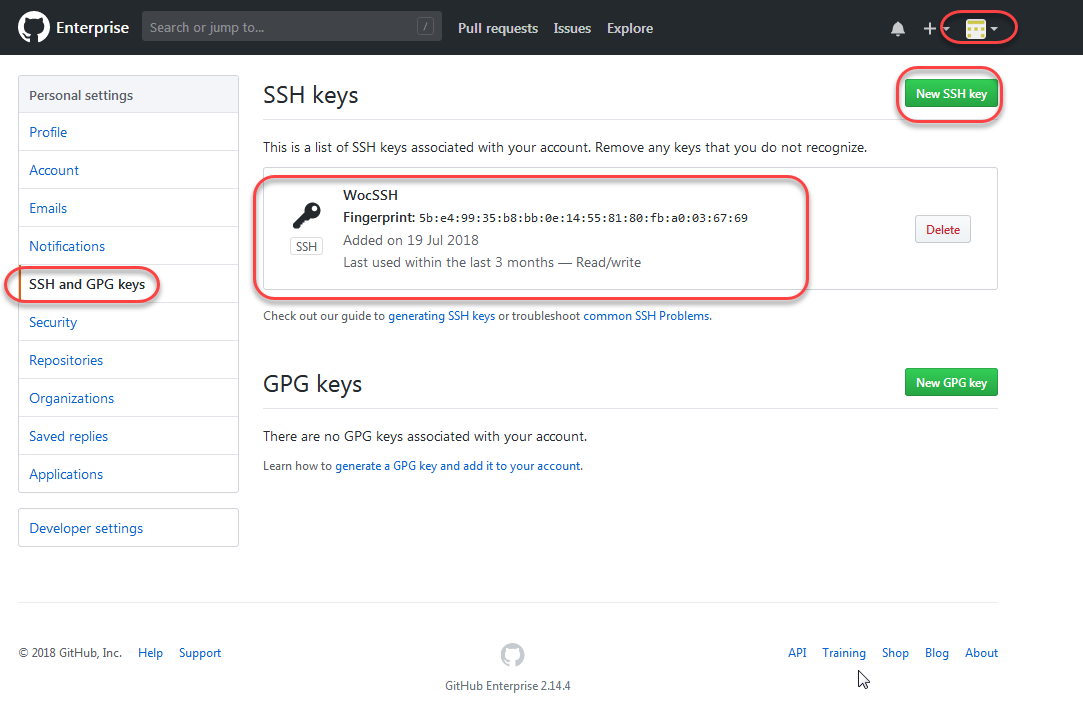 Enterprise
Search or jump to...
/
Pull requests Issues Explore
Personal settings
Profile
Account
Emails
Notifications
SSH and GPG keys
Security
Repositories
Organizations
Saved replies
Applications
Developer settings
SSH keys
New SSH key
This is a list of SSH keys associated with your account. Remove any keys that you do not recognize.
SSH
WocSSH
Fingerprint: 5b:e4:99:35:b8:bb:0e:14:55:81:80:fb:a0:03:67:69
Added on 19 Jul 2018
Last used within the last 3 months — Read/write
Delete
Check out our guide to generating SSH keys or troubleshoot common SSH Problems.
GPG keys
New GPG key
There are no GPG keys associated with your account.
Learn how to generate a GPG key and add it to your account.
© 2018 GitHub, Inc. Help Support
API Training Shop Blog About
GitHub Enterprise 2.14.4